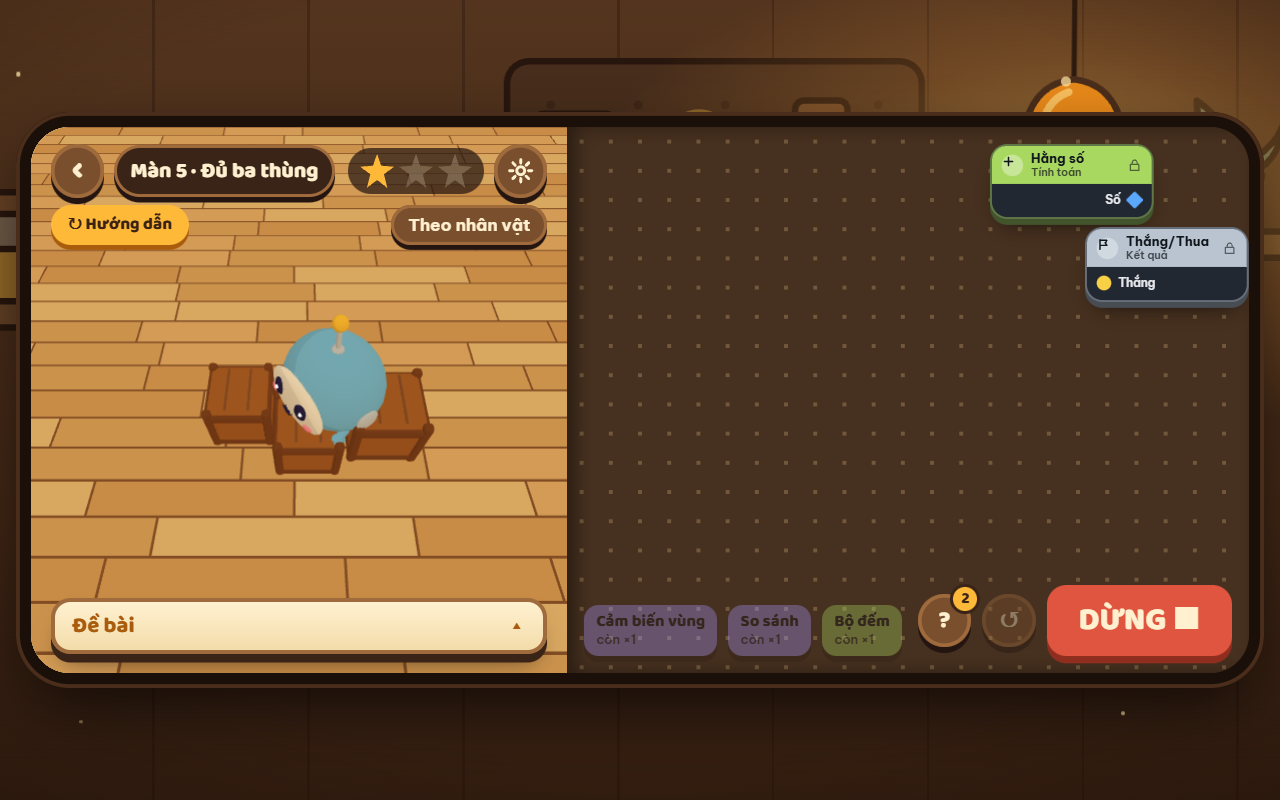 Màn 5 • Đủ ba thùng
↻ Hướng dẫn
Theo nhân vật
Đề bài
Hằng số
Tính toán
Số
Thắng/Thua
Kết quả
Thắng
Cảm biến vùng
còn ×1
So sánh
còn ×1
Bộ đếm
còn ×1
?
2
DỪNG